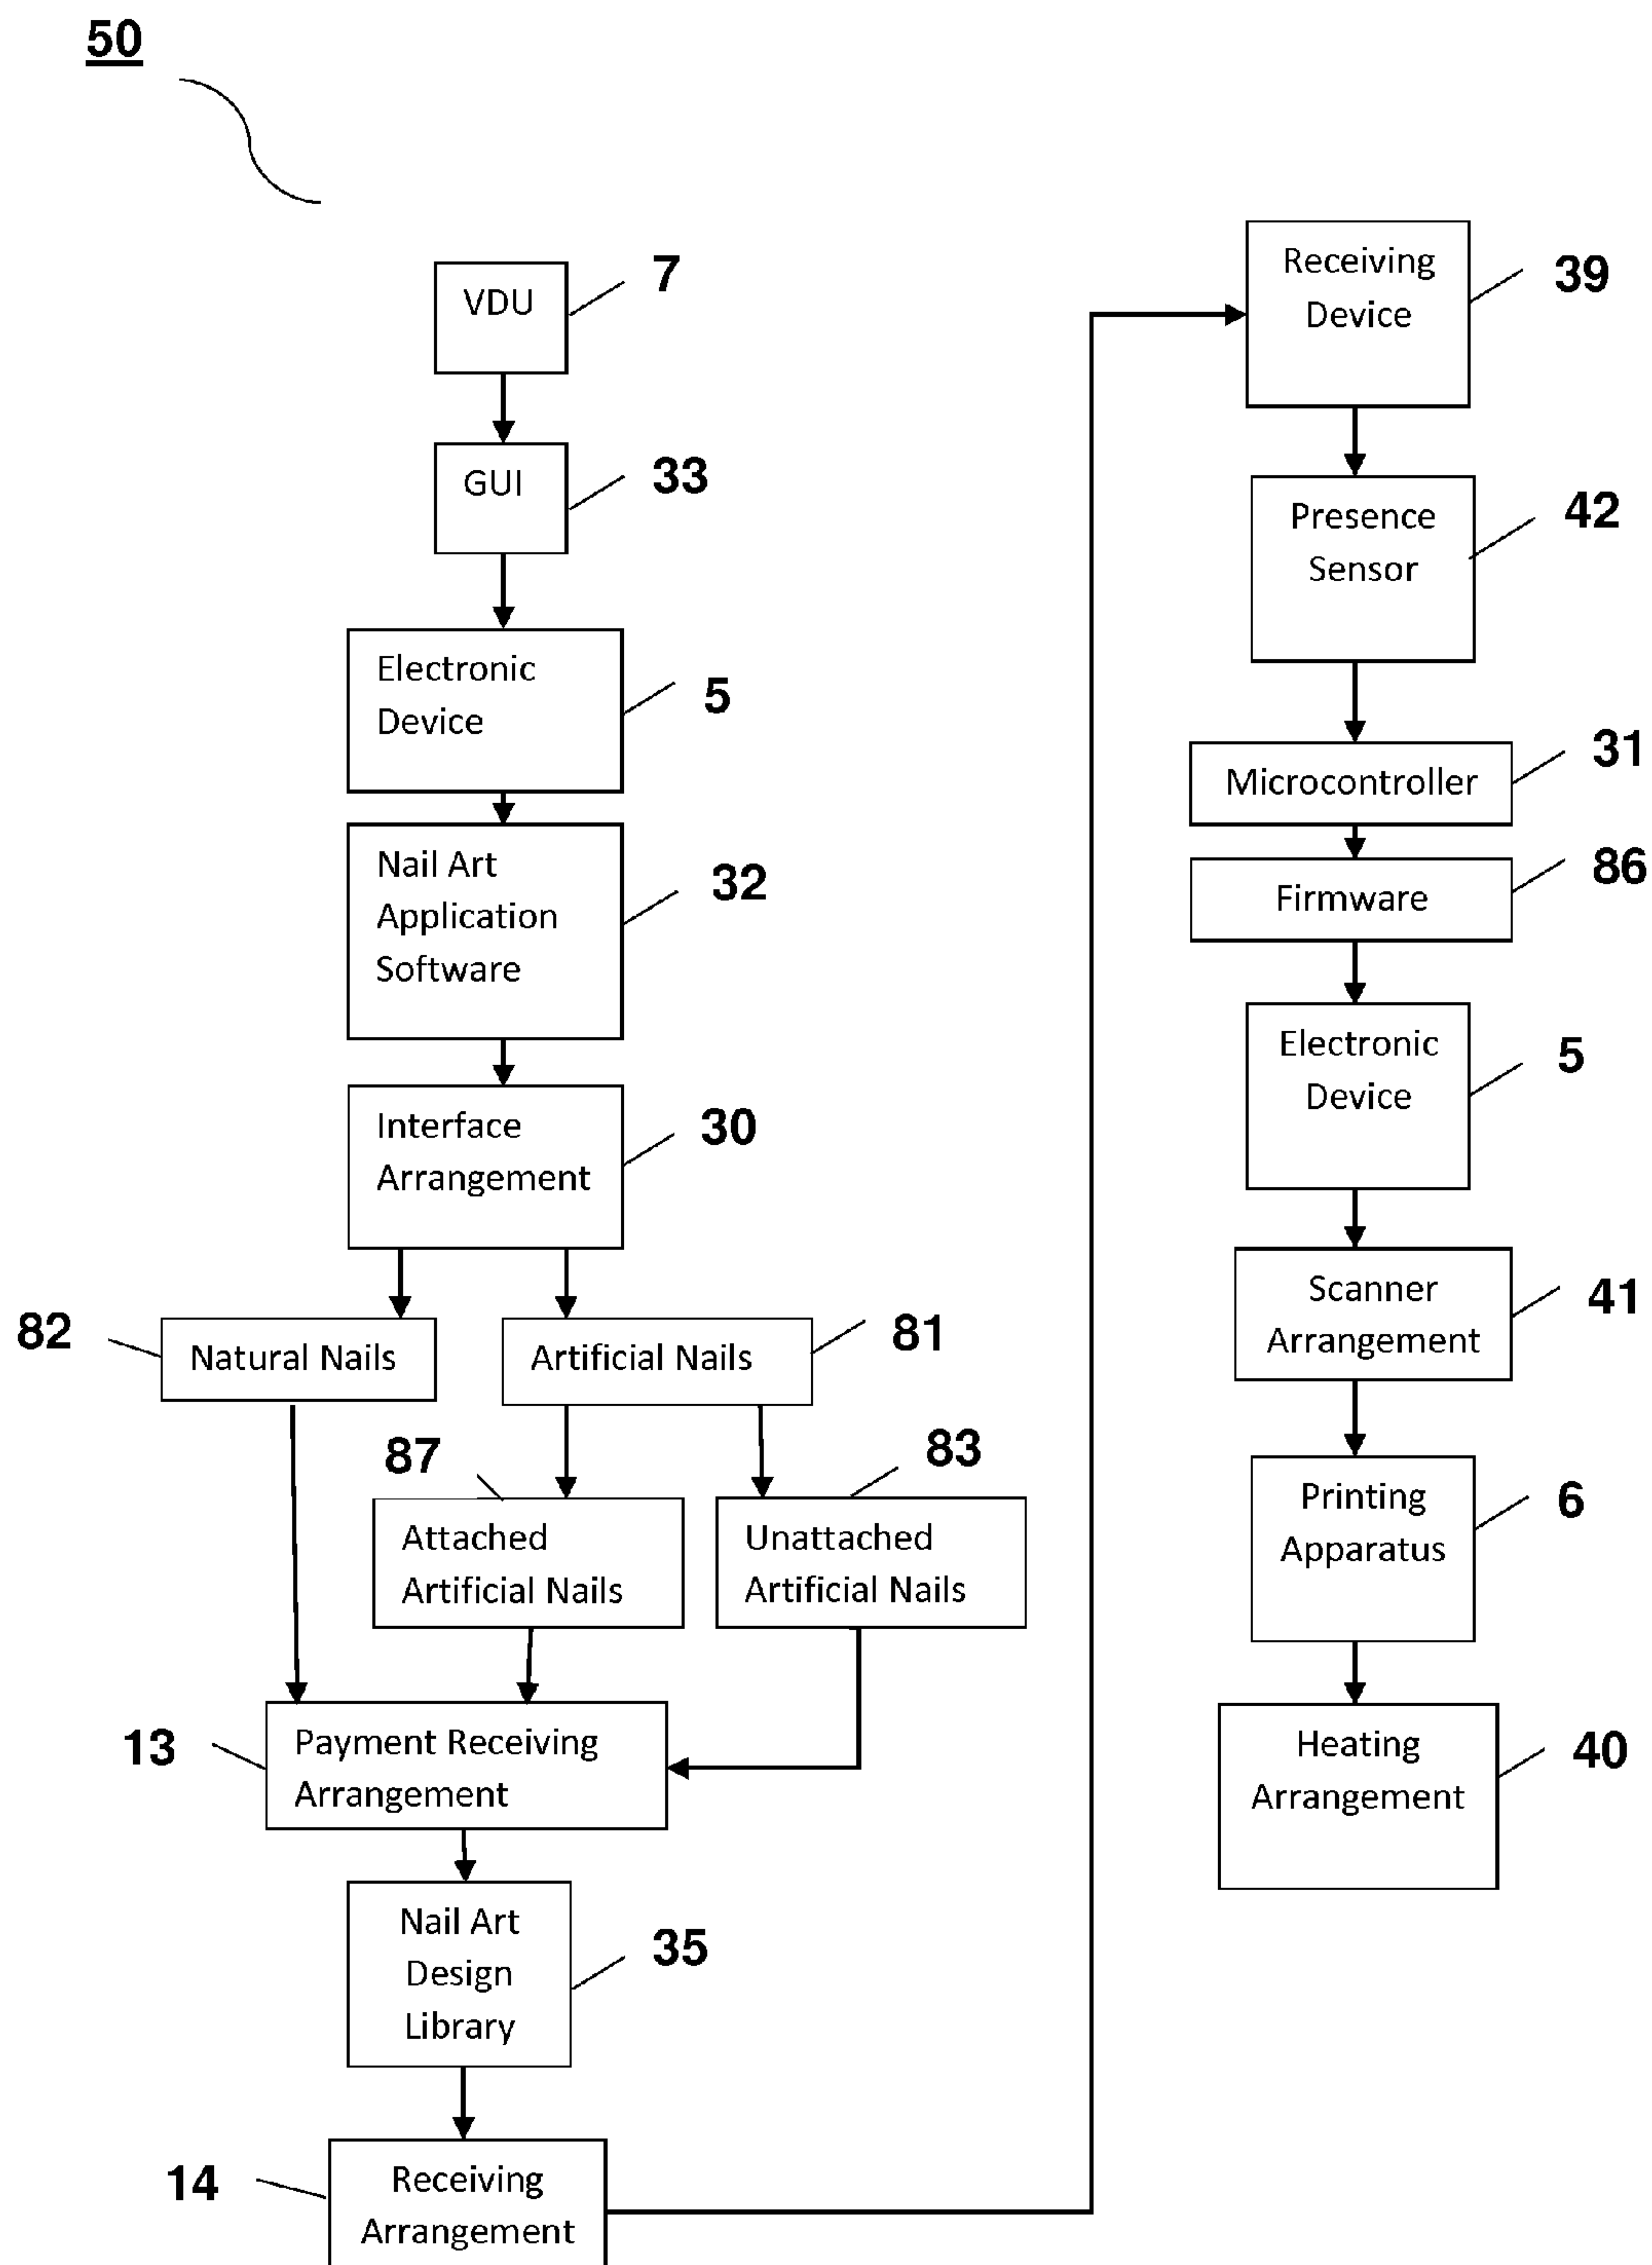 50
VDU
7
GUI
33
Electronic
Device
5
Nail Art
Application
Software
32
Interface
Arrangement
30
82
Natural Nails
Artificial Nails
81
87
83
Attached
Artificial Nails
Unattached
Artificial Nails
13
Payment Receiving
Arrangement
Nail Art
Design
Library
35
14
Receiving
Arrangement
Receiving
Device
39
Presence
Sensor
42
Microcontroller
31
Firmware
86
Electronic
Device
5
Scanner
Arrangement
41
Printing
Apparatus
6
Heating
Arrangement
40